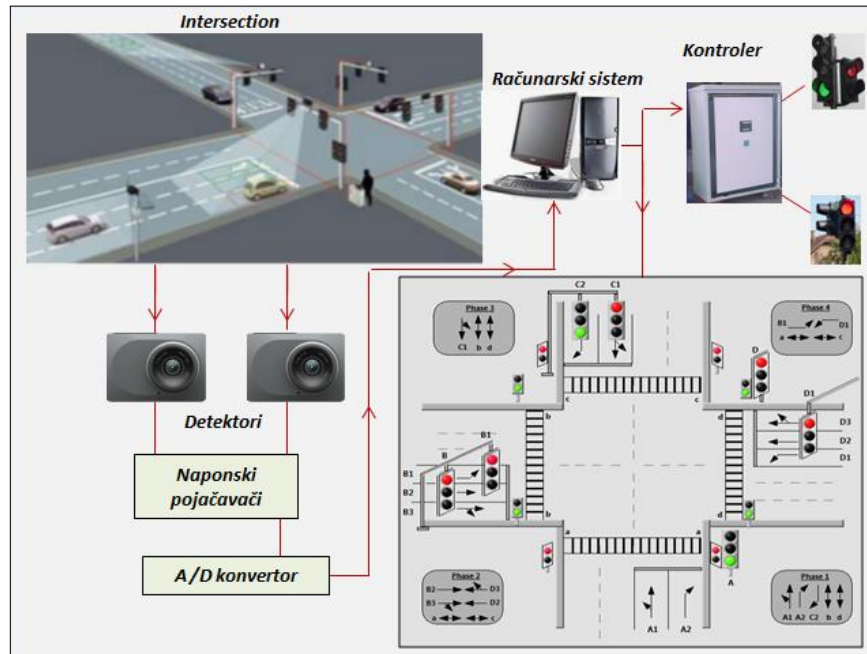 Intersection
Računarski sistem
Kontroler
Detektori
Naponski
pojačavači
A/D konvertor
Phase 3
C1 b d
C2
C1
Phase 4
B1
D1
a c
D
D1
c
c
b
b
d
d
D3
D2
D1
B1
B
B1
B2
B3
a
a
A
A1
A2
Phase 2
B2
D3
B3
D2
a c
Phase 1
A1 A2 C2 b d